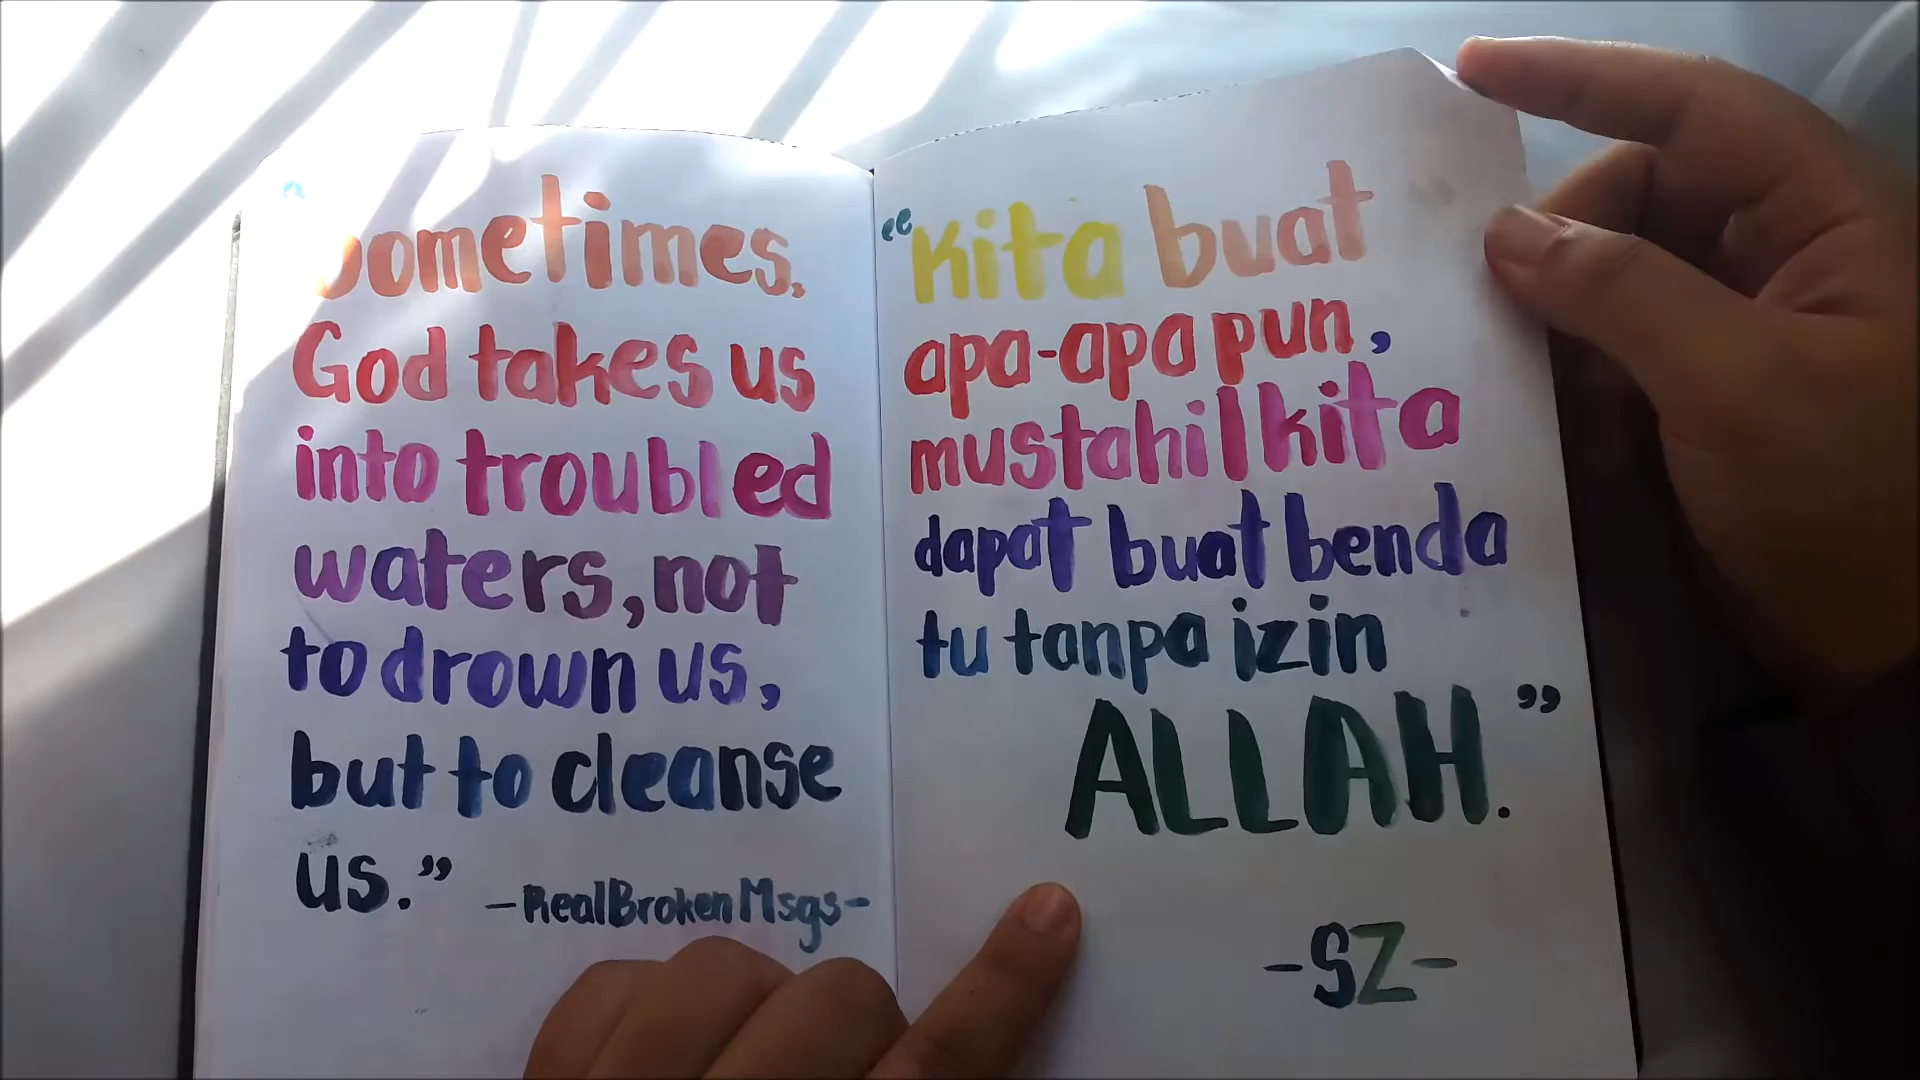 "Sometimes,
God takes us
into troubled
waters, not
to drown us,
but to cleanse
us."
-RealBrokenMsgs-
"Kita buat
apa-apa pun,
mustahil kita
dapat buat benda
tu tanpa izin
ALLAH."
-SZ-